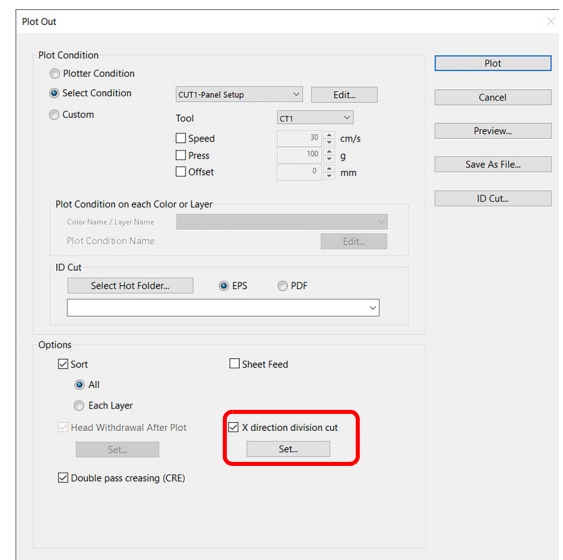 Plot Out
Plot Condition
Plotter Condition
Select Condition
CUT1-Panel Setup
Edit...
Custom
Tool
CT1
Speed
30
cm/s
Press
100
g
Offset
0
mm
Plot Condition on each Color or Layer
Color Name / Layer Name
Plot Condition Name
Edit...
ID Cut
Select Hot Folder...
EPS
PDF
Options
Sort
Sheet Feed
All
Each Layer
Head Withdrawal After Plot
X direction division cut
Set...
Set...
Double pass creasing (CRE)
Plot
Cancel
Preview...
Save As File...
ID Cut...